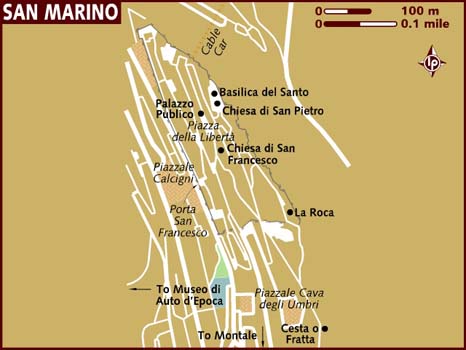 SAN MARINO
0 100 m
0 0.1 mile
lp
Cable
Car
Basilica del Santo
Chiesa di San Pietro
Palazzo
Publico
Piazza
della Libertà
Chiesa di San
Francesco
Piazzale
Calcigni
Porta
San
Francesco
La Roca
To Museo di
Auto d'Epoca
Piazzale Cava
degli Umbri
To Montale
Cesta o
Fratta